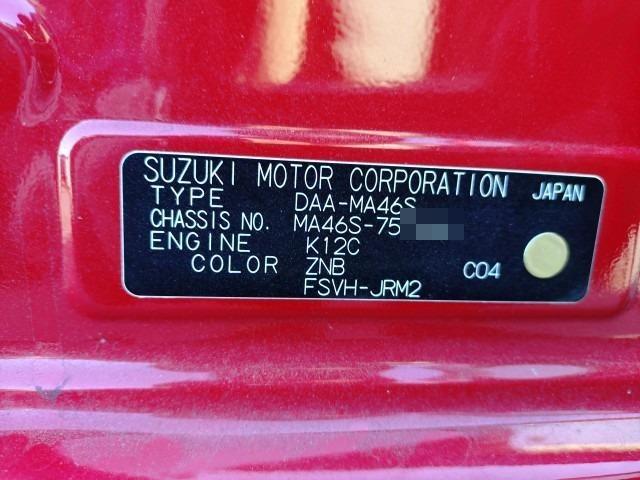 SUZUKI MOTOR CORPORATION JAPAN
TYPE DAA-MA46S
CHASSIS NO. MA46S-75
ENGINE K12C
COLOR ZNB C04
FSVH-JRM2